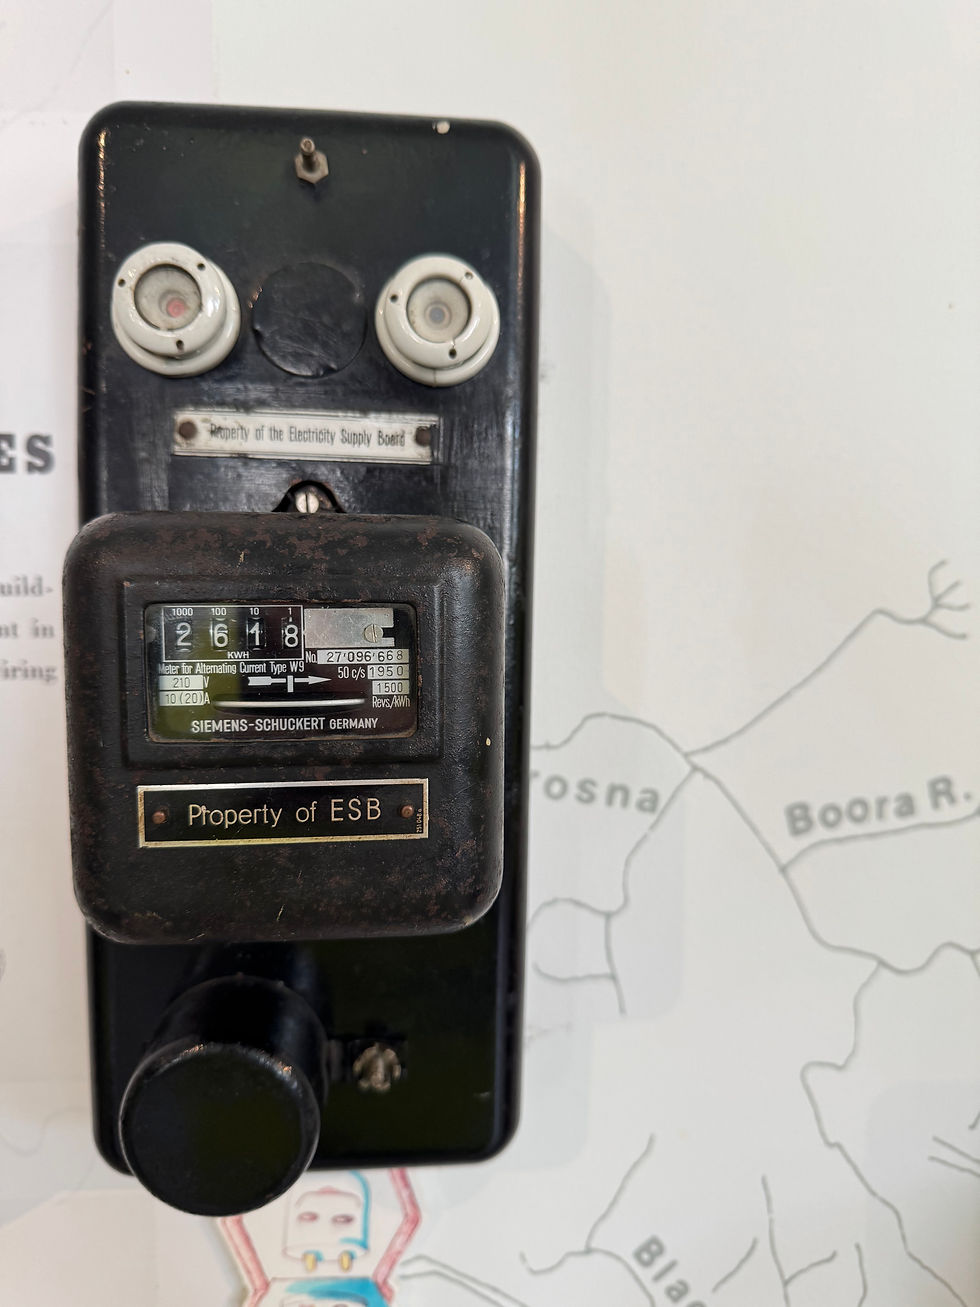 ES
uild-
nt in
iring
Property of the Electricity Supply Board
1000 100 10 1
2 6 1 8
KWH
No. 27'096'668
Meter for Alternating Current Type W9
50 c/s 1950
210 V
1500
10(20)A
Revs./kWh
SIEMENS-SCHUCKERT GERMANY
Property of ESB
rosna
Boora R.
Blac